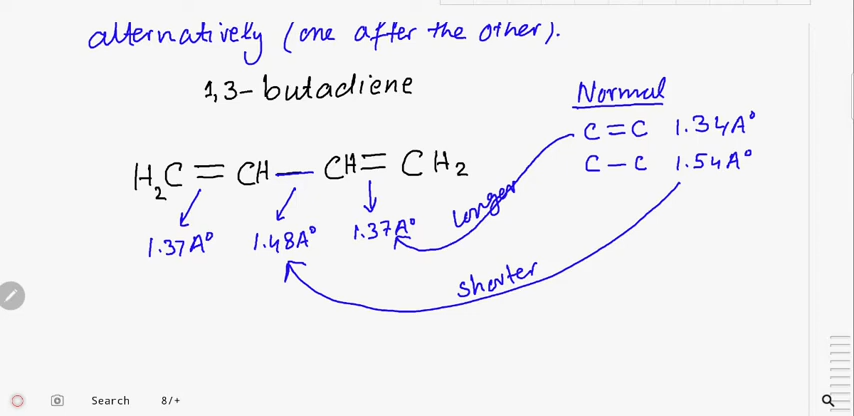 alternatively (one after the other).
1,3-butadiene
Normal
C=C 1.34A°
C-C 1.54A°
H₂C=CH-CH=CH₂
longer
1.37A° 1.48A° 1.37A°
shorter
Search 8/+